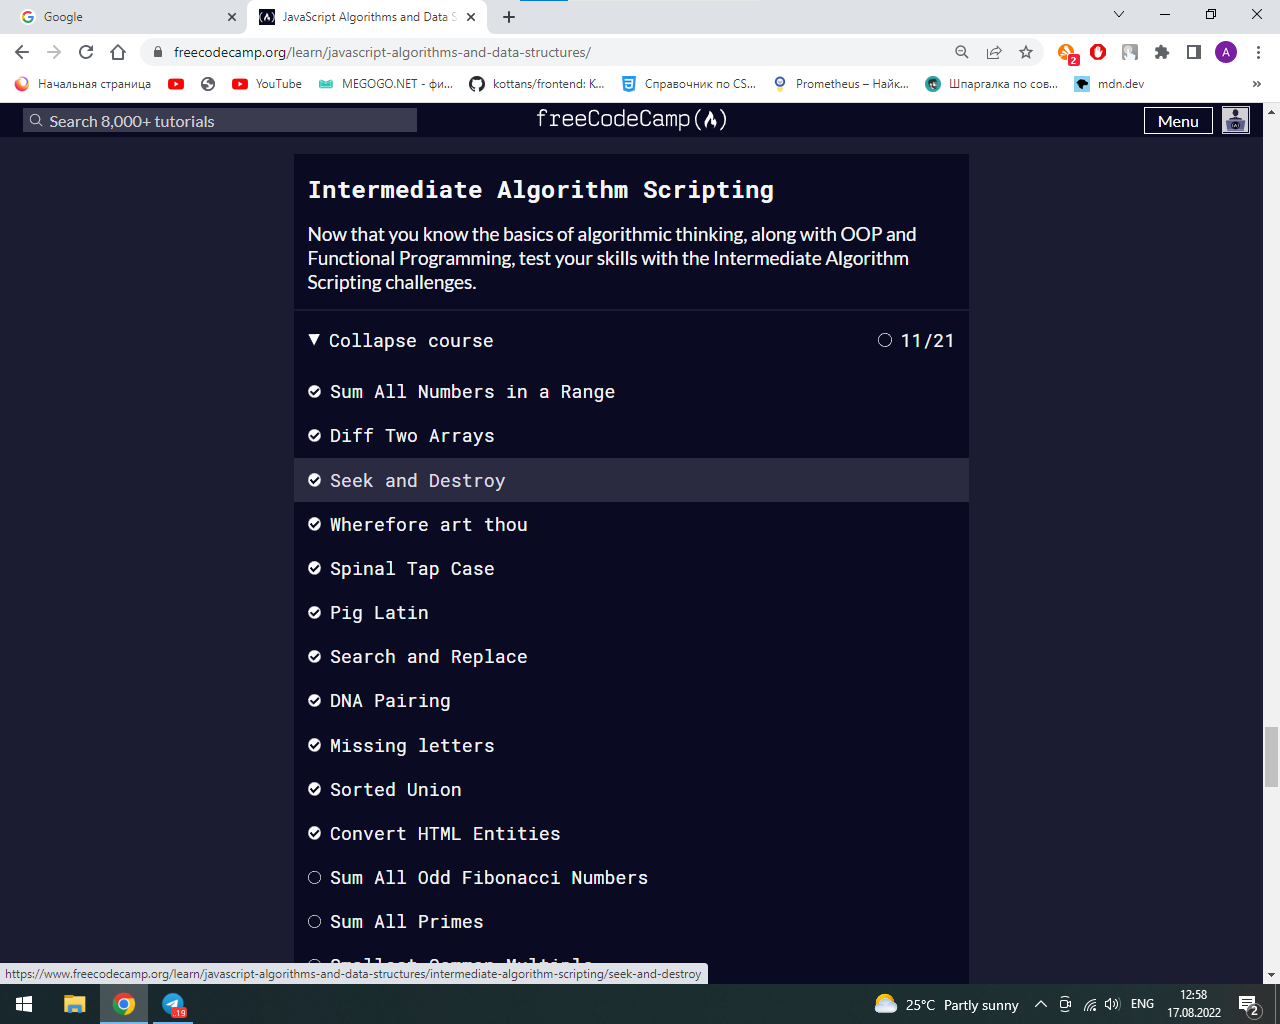 Google
JavaScript Algorithms and Data S
freecodecamp.org/learn/javascript-algorithms-and-data-structures/
2
A
Начальная страница
YouTube
MEGOGO.NET - фи...
kottans/frontend: K...
Справочник по CS...
Prometheus – Найк...
Шпаргалка по сов...
mdn.dev
»
Search 8,000+ tutorials
freeCodeCamp
Menu
Intermediate Algorithm Scripting
Now that you know the basics of algorithmic thinking, along with OOP and
Functional Programming, test your skills with the Intermediate Algorithm
Scripting challenges.
Collapse course
11/21
Sum All Numbers in a Range
Diff Two Arrays
Seek and Destroy
Wherefore art thou
Spinal Tap Case
Pig Latin
Search and Replace
DNA Pairing
Missing letters
Sorted Union
Convert HTML Entities
Sum All Odd Fibonacci Numbers
Sum All Primes
Smallest Common Multiple
https://www.freecodecamp.org/learn/javascript-algorithms-and-data-structures/intermediate-algorithm-scripting/seek-and-destroy
..19
25°C Partly sunny
ENG
12:58
17.08.2022
2